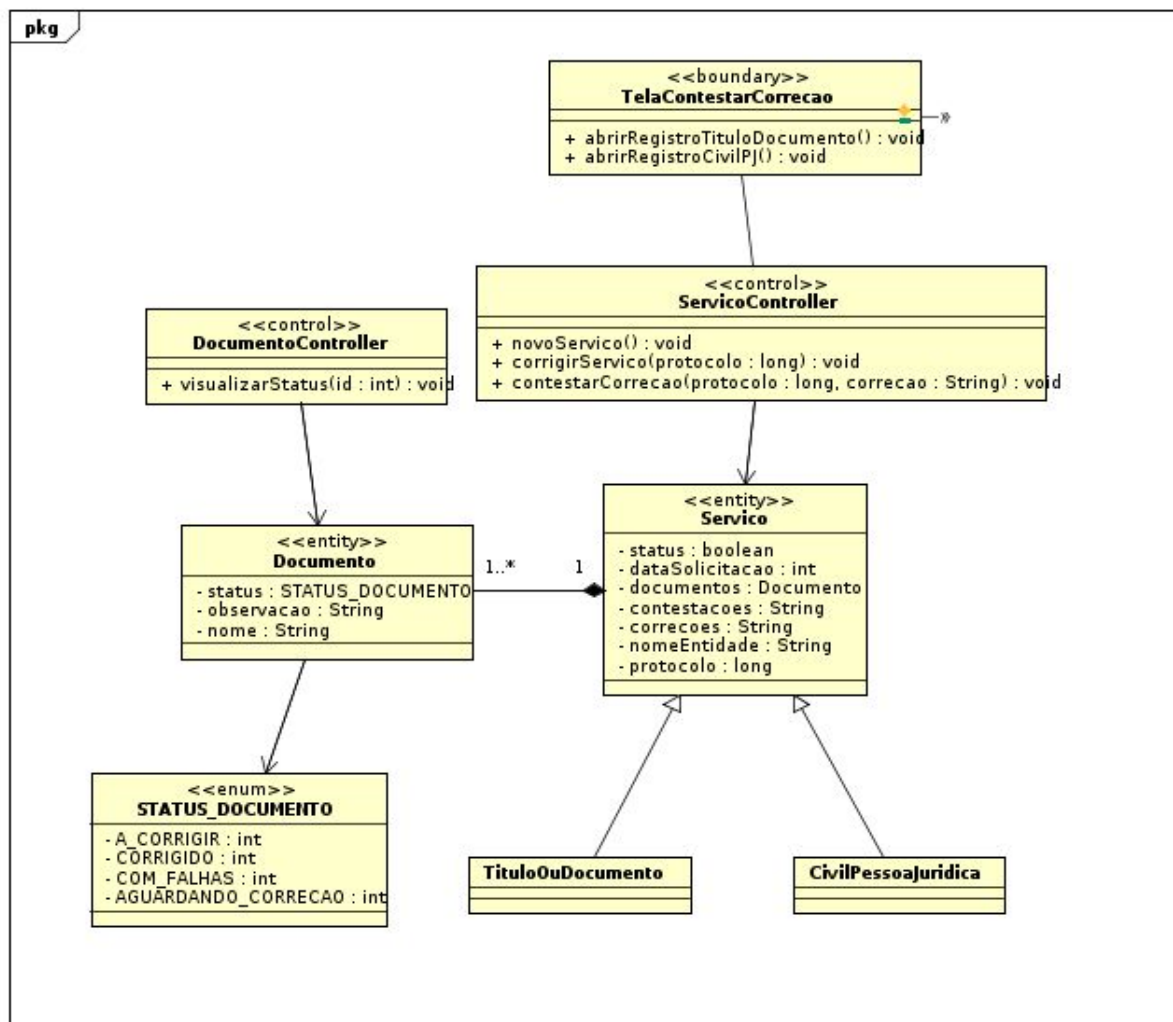 pkg
<<boundary>>
TelaContestarCorrecao
+ abrirRegistroTituloDocumento() : void
+ abrirRegistroCivilPJ() : void
<<control>>
ServicoController
+ novoServico() : void
+ corrigirServico(protocolo : long) : void
+ contestarCorrecao(protocolo : long, correcao : String) : void
<<control>>
DocumentoController
+ visualizarStatus(id : int) : void
<<entity>>
Servico
- status : boolean
- dataSolicitacao : int
- documentos : Documento
- contestacoes : String
- correcoes : String
- nomeEntidade : String
- protocolo : long
<<entity>>
Documento
- status : STATUS_DOCUMENTO
- observacao : String
- nome : String
1..*
1
<<enum>>
STATUS_DOCUMENTO
- A_CORRIGIR : int
- CORRIGIDO : int
- COM_FALHAS : int
- AGUARDANDO_CORRECAO : int
TituloOuDocumento
CivilPessoaJuridica